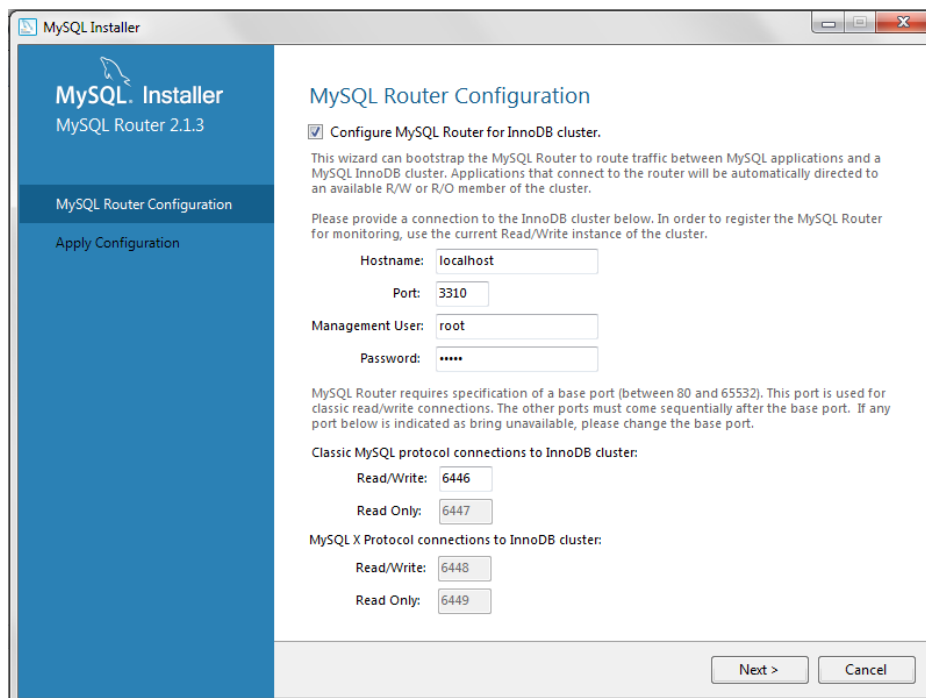 MySQL Installer
MySQL. Installer
MySQL Router 2.1.3
MySQL Router Configuration
Apply Configuration
MySQL Router Configuration
Configure MySQL Router for InnoDB cluster.
This wizard can bootstrap the MySQL Router to route traffic between MySQL applications and a
MySQL InnoDB cluster. Applications that connect to the router will be automatically directed to
an available R/W or R/O member of the cluster.
Please provide a connection to the InnoDB cluster below. In order to register the MySQL Router
for monitoring, use the current Read/Write instance of the cluster.
Hostname: localhost
Port: 3310
Management User: root
Password: •••••
MySQL Router requires specification of a base port (between 80 and 65532). This port is used for
classic read/write connections. The other ports must come sequentially after the base port.  If any
port below is indicated as bring unavailable, please change the base port.
Classic MySQL protocol connections to InnoDB cluster:
Read/Write: 6446
Read Only: 6447
MySQL X Protocol connections to InnoDB cluster:
Read/Write: 6448
Read Only: 6449
Next > Cancel